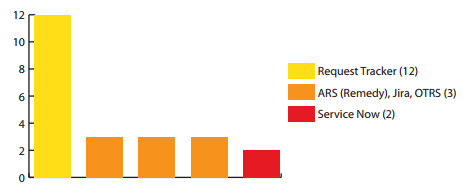 12
10
8
6
4
2
0
Request Tracker (12)
ARS (Remedy), Jira, OTRS (3)
Service Now (2)